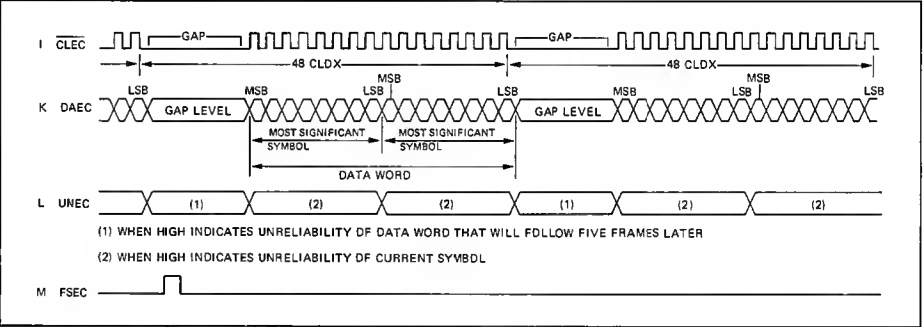 I CLEC GAP GAP
48 CLDX 48 CLDX
LSB MSB LSB MSB LSB MSB LSB MSB LSB
K DAEC GAP LEVEL GAP LEVEL
MOST SIGNIFICANT SYMBOL MOST SIGNIFICANT SYMBOL
DATA WORD
L UNEC (1) (2) (2) (1) (2) (2)
(1) WHEN HIGH INDICATES UNRELIABILITY OF DATA WORD THAT WILL FOLLOW FIVE FRAMES LATER
(2) WHEN HIGH INDICATES UNRELIABILITY OF CURRENT SYMBOL
M FSEC